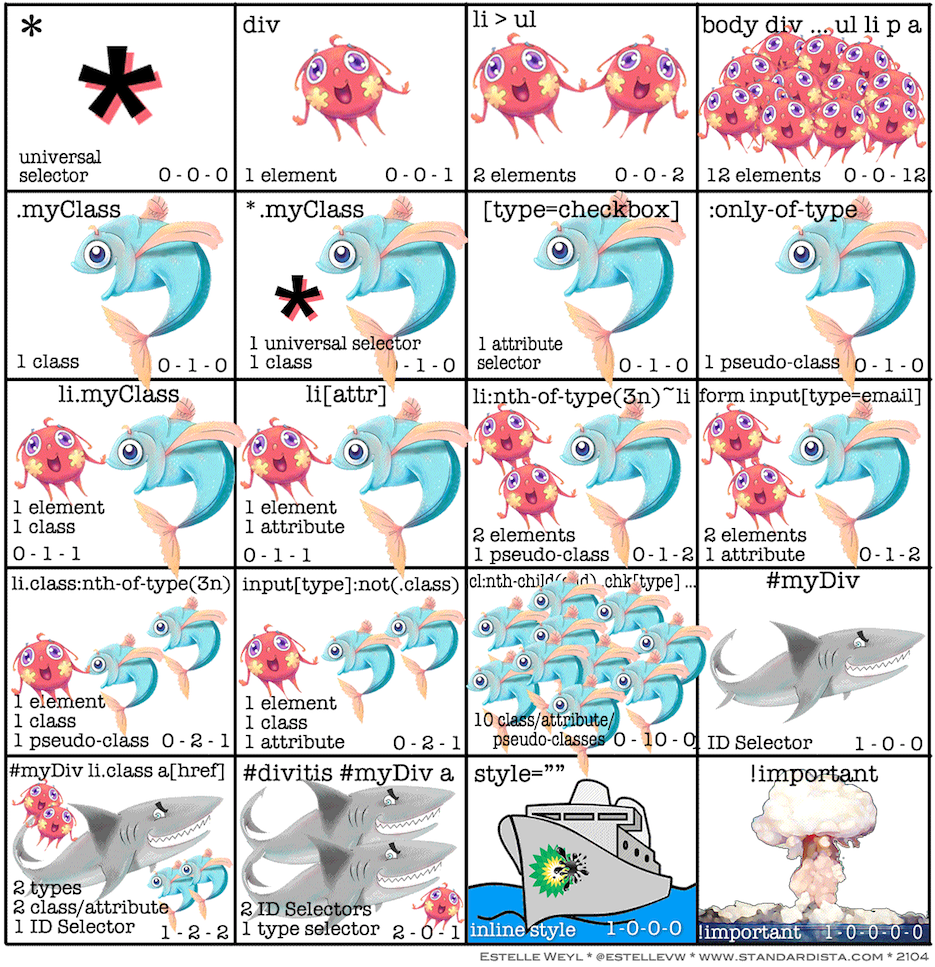 *
universal
selector
0-0-0
div
1 element 0-0-1
li > ul
2 elements 0-0-2
body div ... ul li p a
12 elements 0-0-12
.myClass
1 class 0-1-0
*.myClass
1 universal selector
1 class 0-1-0
[type=checkbox]
1 attribute
selector 0-1-0
:only-of-type
1 pseudo-class 0-1-0
li.myClass
1 element
1 class
0-1-1
li[attr]
1 element
1 attribute
0-1-1
li:nth-of-type(3n)~li
2 elements
1 pseudo-class 0-1-2
form input[type=email]
2 elements
1 attribute 0-1-2
li.class:nth-of-type(3n)
1 element
1 class
1 pseudo-class 0-2-1
input[type]:not(.class)
1 element
1 class
1 attribute 0-2-1
cl:nth-child( .chk[type] ...
10 class/attribute/
pseudo-classes 0-10-0
#myDiv
1 ID Selector 1-0-0
#myDiv li.class a[href]
2 types
2 class/attribute
1 ID Selector 1-2-2
#divitis #myDiv a
2 ID Selectors
1 type selector 2-0-1
style=""
inline style 1-0-0-0
!important
!important 1-0-0-0-0
Estelle Weyl * @estellevw * www.standardista.com * 2104